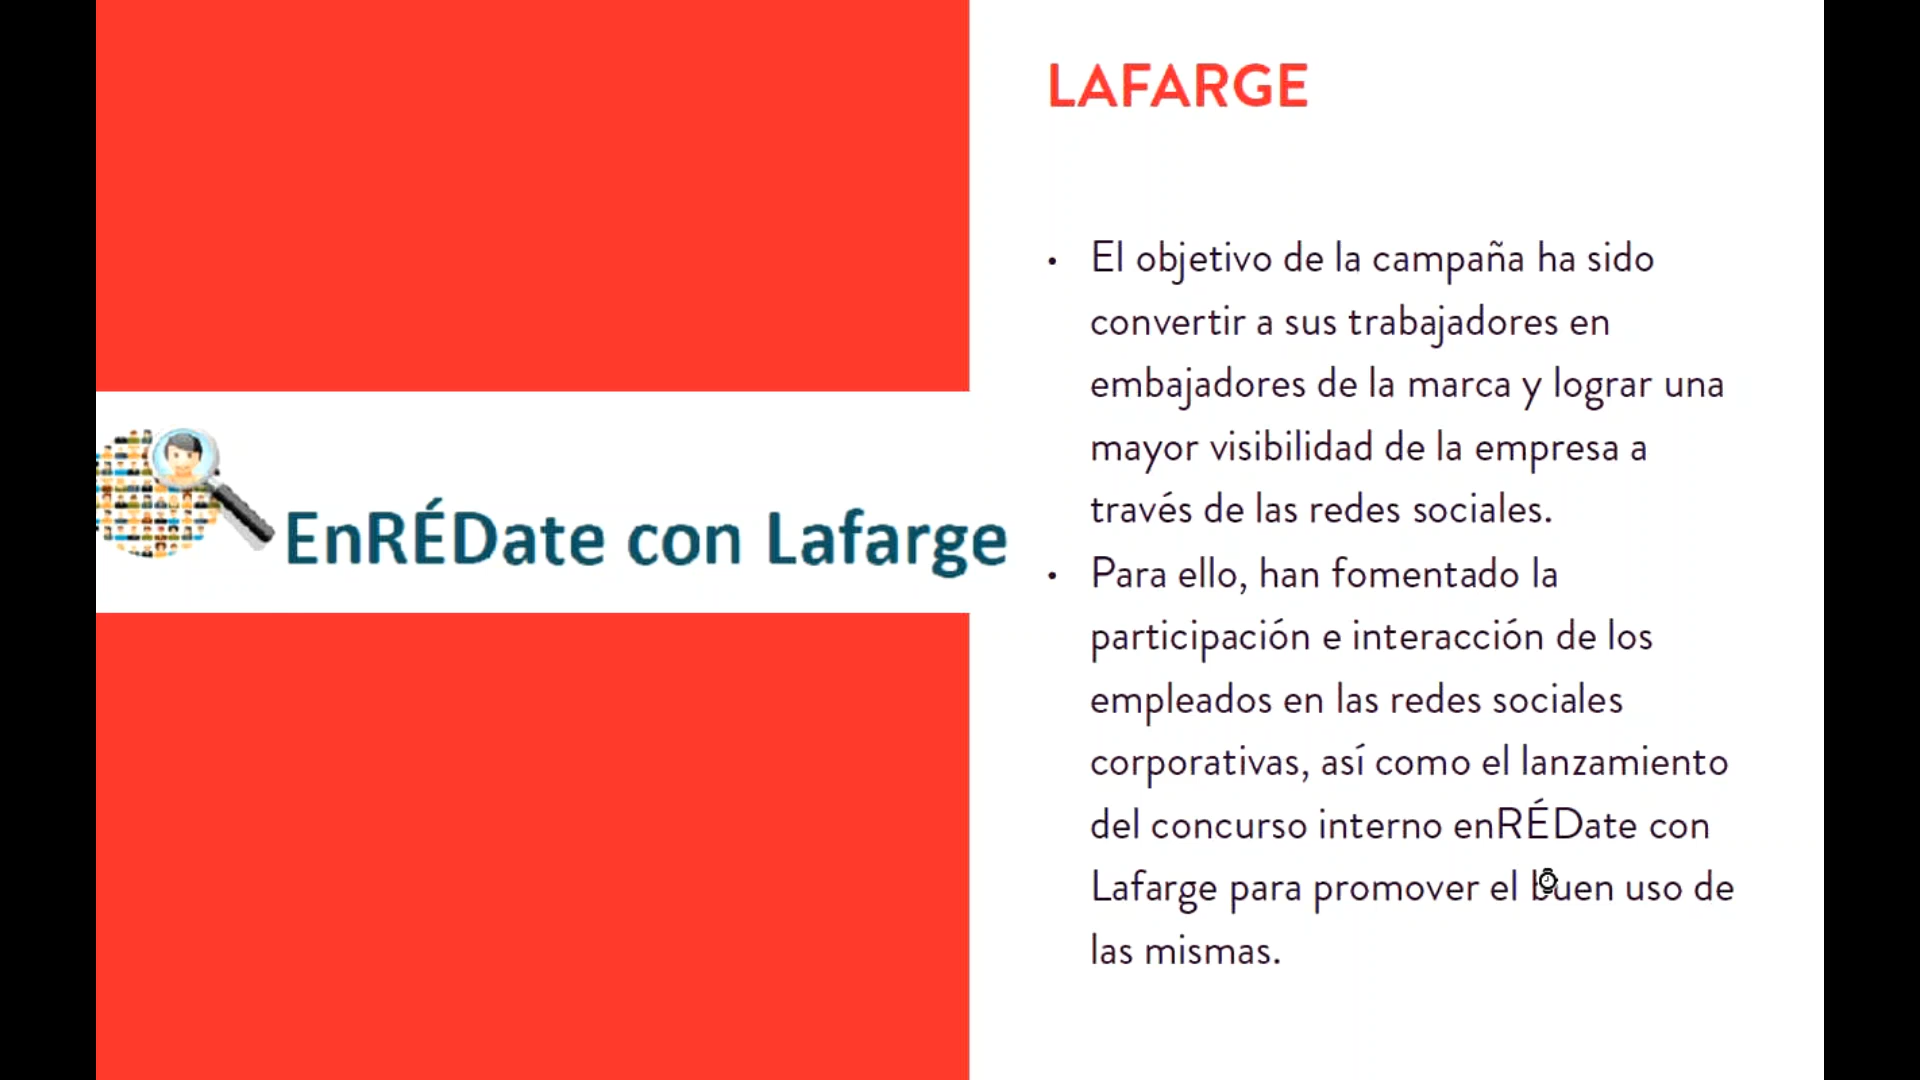 LAFARGE
EnRÉDate con Lafarge
• El objetivo de la campaña ha sido
convertir a sus trabajadores en
embajadores de la marca y lograr una
mayor visibilidad de la empresa a
través de las redes sociales.
• Para ello, han fomentado la
participación e interacción de los
empleados en las redes sociales
corporativas, así como el lanzamiento
del concurso interno enRÉDate con
Lafarge para promover el buen uso de
las mismas.